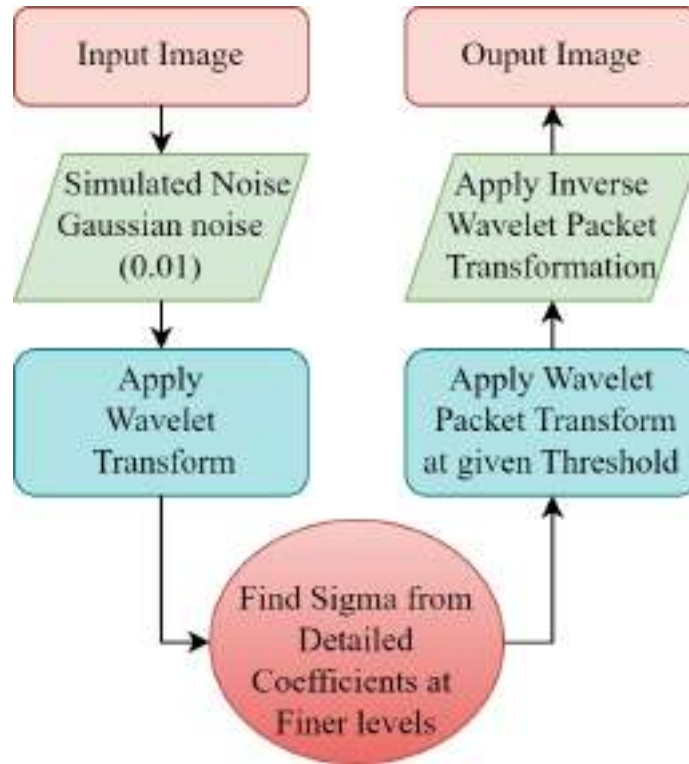 Input Image
Simulated Noise
Gaussian noise
(0.01)
Apply
Wavelet
Transform
Find Sigma from
Detailed
Coefficients at
Finer levels
Apply Wavelet
Packet Transform
at given Threshold
Apply Inverse
Wavelet Packet
Transformation
Ouput Image